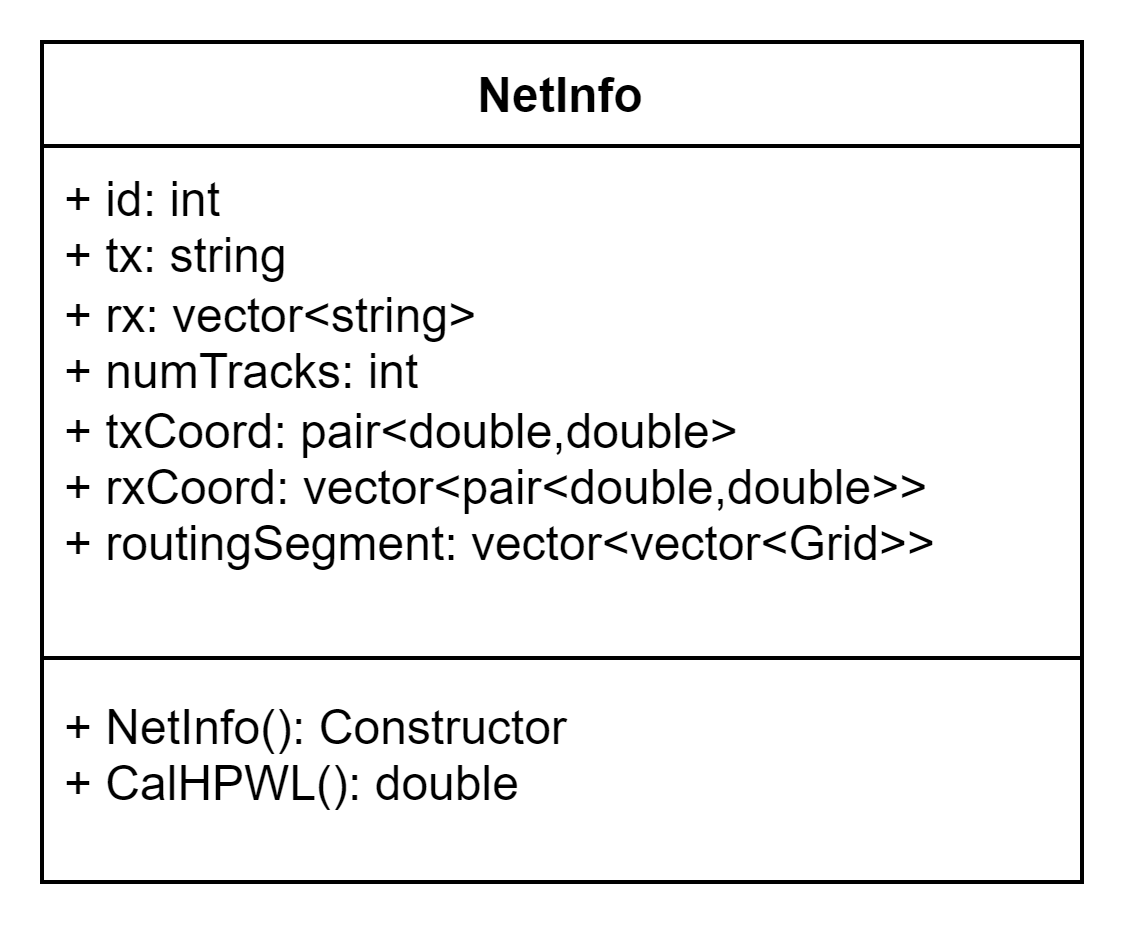 NetInfo
+ id: int
+ tx: string
+ rx: vector<string>
+ numTracks: int
+ txCoord: pair<double,double>
+ rxCoord: vector<pair<double,double>>
+ routingSegment: vector<vector<Grid>>
+ NetInfo(): Constructor
+ CalHPWL(): double